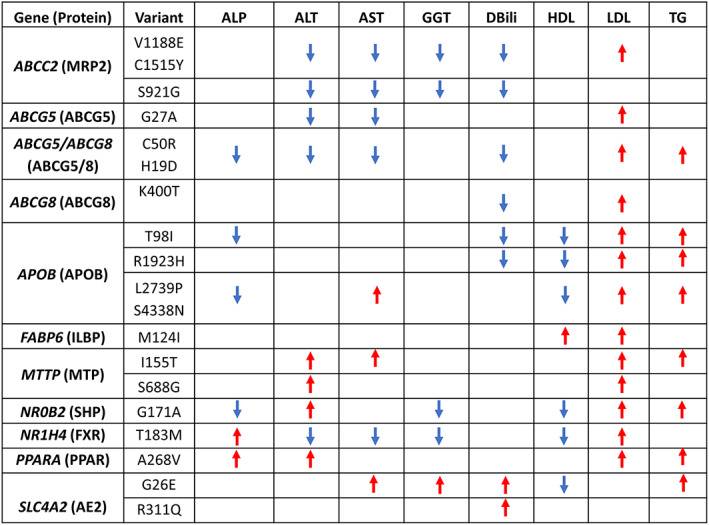 Gene (Protein) Variant ALP ALT AST GGT DBili HDL LDL TG
ABCC2 (MRP2) V1188E
C1515Y
S921G
ABCG5 (ABCG5) G27A
ABCG5/ABCG8 C50R
(ABCG5/8) H19D
ABCG8 (ABCG8) K400T
APOB (APOB) T98I
R1923H
L2739P
S4338N
FABP6 (ILBP) M124I
MTTP (MTP) I155T
S688G
NR0B2 (SHP) G171A
NR1H4 (FXR) T183M
PPARA (PPAR) A268V
SLC4A2 (AE2) G26E
R311Q